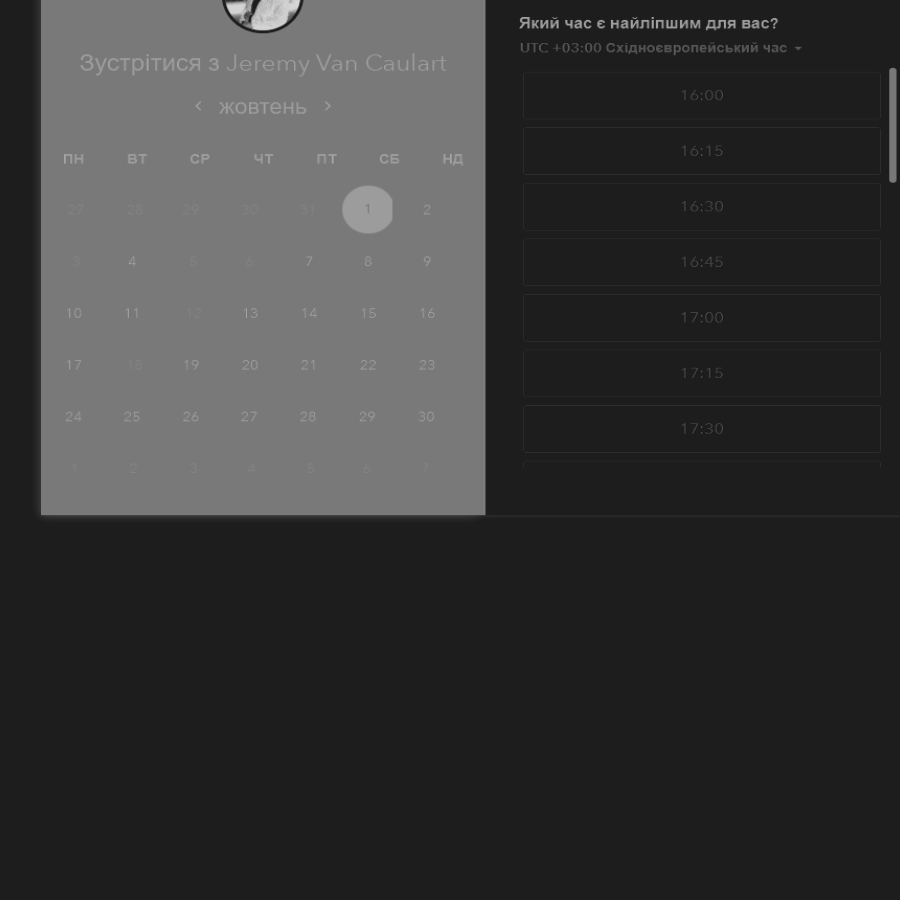 Зустрітися з Jeremy Van Caulart
жовтень
ПН ВТ СР ЧТ ПТ СБ НД
27 28 29 30 31 1 2
3 4 5 6 7 8 9
10 11 12 13 14 15 16
17 18 19 20 21 22 23
24 25 26 27 28 29 30
1 2 3 4 5 6 7
Який час є найліпшим для вас?
UTC +03:00 Східноєвропейський час
16:00
16:15
16:30
16:45
17:00
17:15
17:30